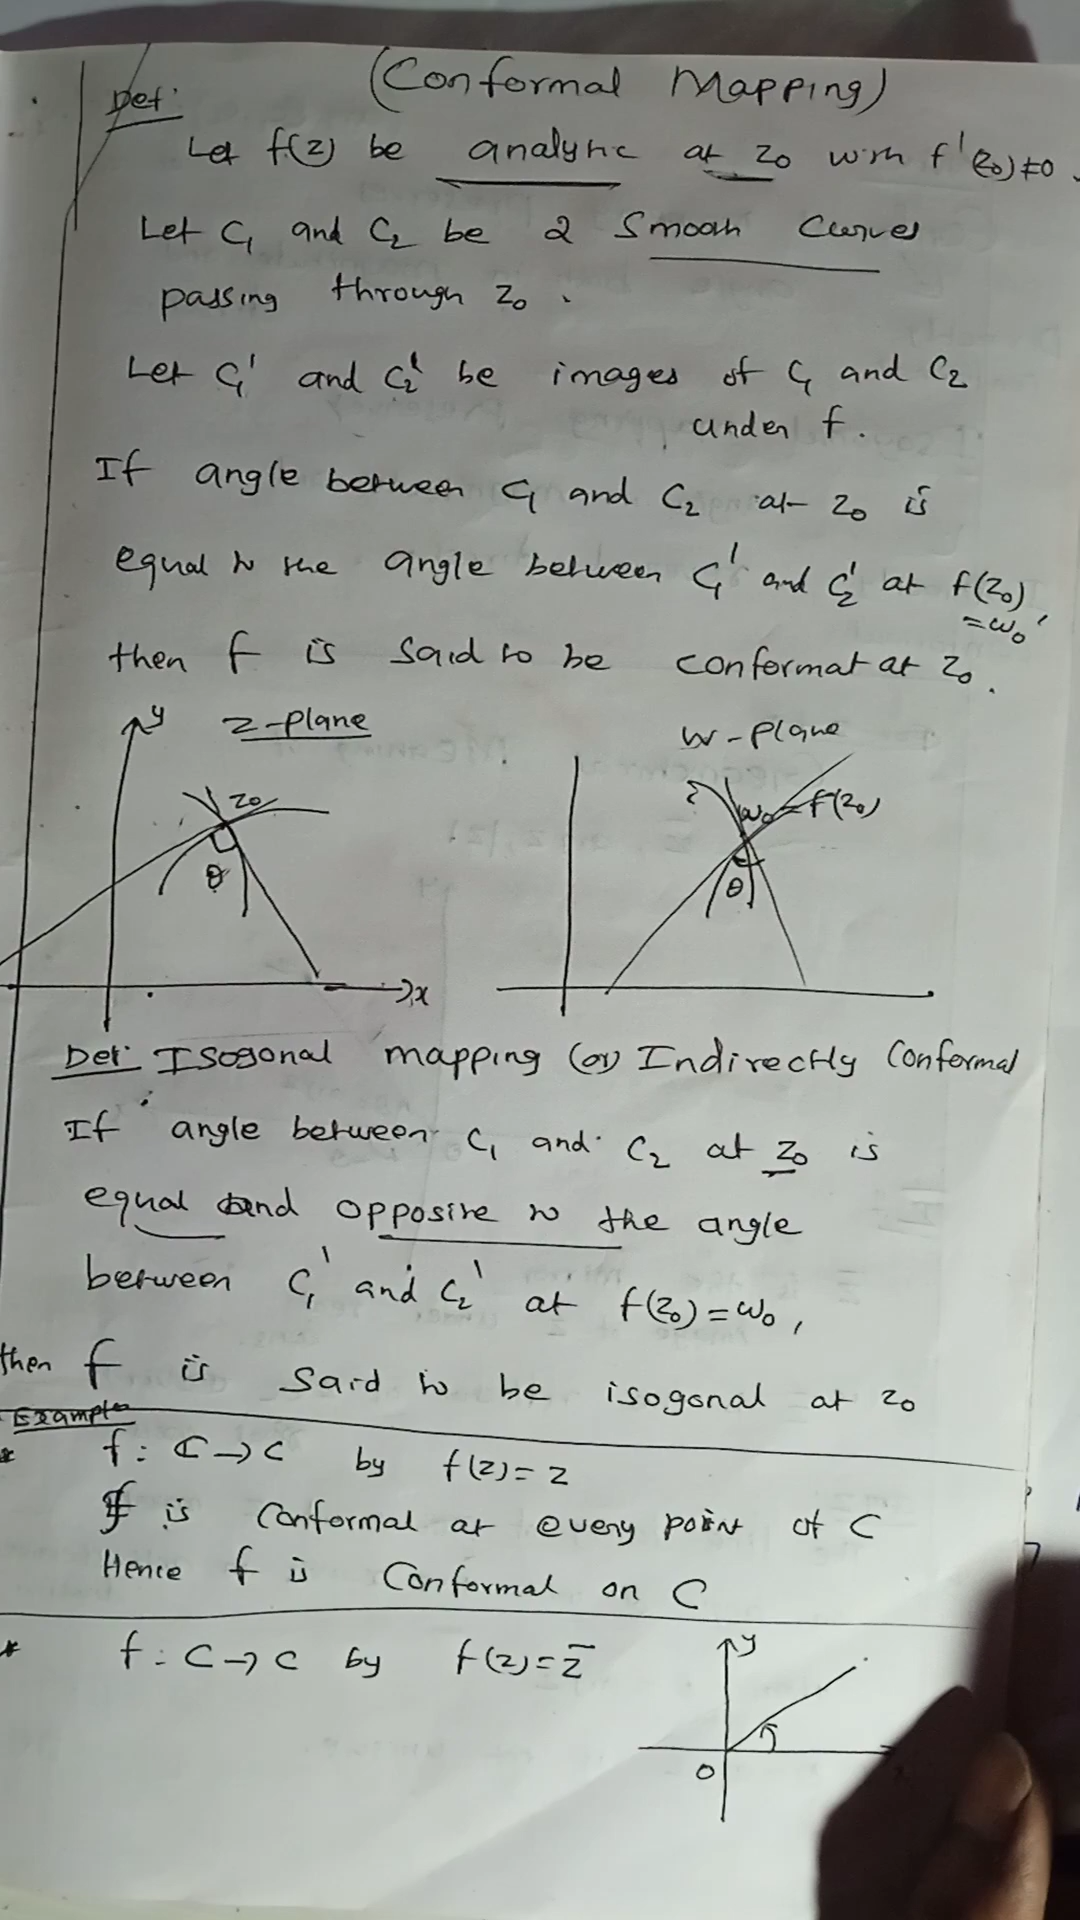 (Conformal Mapping)
Def:
Let f(z) be analytic at z₀ with f'(z₀)≠0.
Let C₁ and C₂ be 2 Smooth Curves
passing through z₀.
Let C₁' and C₂' be images of C₁ and C₂
under f.
If angle between C₁ and C₂ at z₀ is
equal to the angle between C₁' and C₂' at f(z₀)
=ω₀,
then f is said to be conformal at z₀.
y z-plane
w-plane
z₀
ω₀=f(z₀)
θ
θ
x
Def: Isogonal mapping (or) Indirectly Conformal
If angle between C₁ and C₂ at z₀ is
equal and opposite to the angle
between C₁' and C₂' at f(z₀)=ω₀,
then f is said to be isogonal at z₀
Examples
* f: C→C by f(z)=z
f is Conformal at every point of C
Hence f is Conformal on C
* f: C→C by f(z)=z̄
y
O